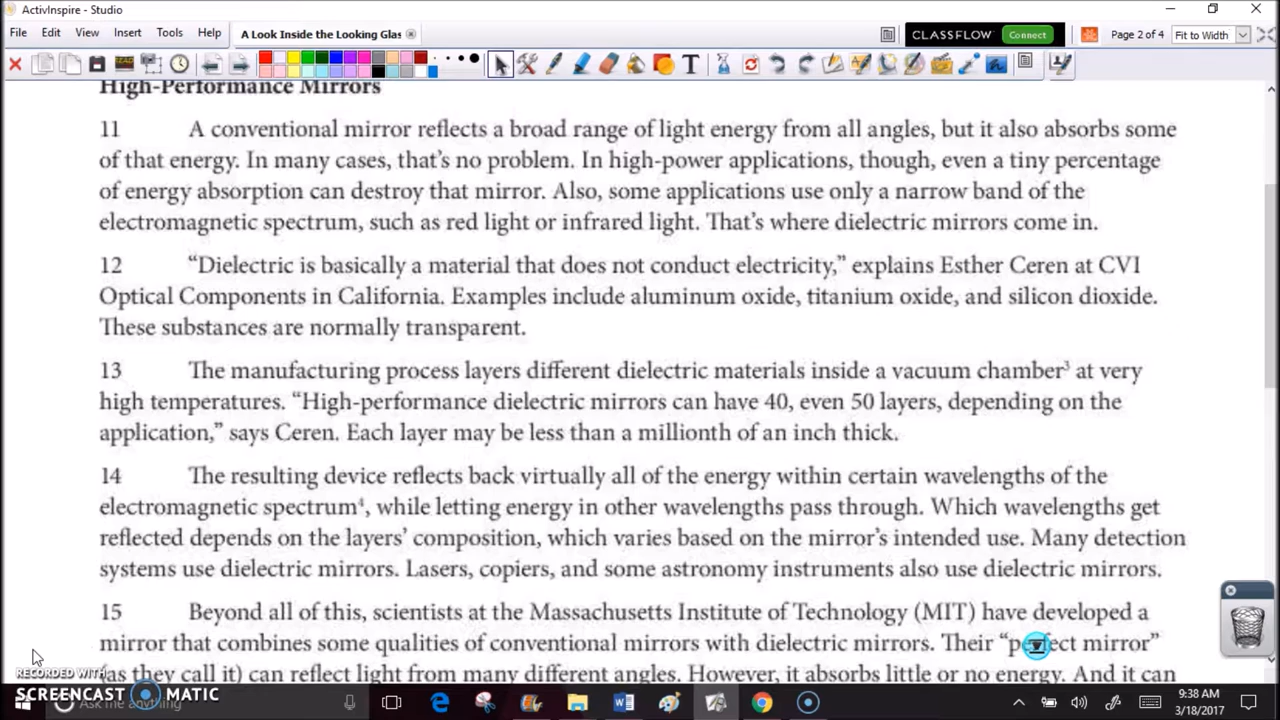 ActivInspire - Studio
File Edit View Insert Tools Help
A Look Inside the Looking Glas
CLASSFLOW Connect
Page 2 of 4
Fit to Width
High-Performance Mirrors
11 A conventional mirror reflects a broad range of light energy from all angles, but it also absorbs some
of that energy. In many cases, that’s no problem. In high-power applications, though, even a tiny percentage
of energy absorption can destroy that mirror. Also, some applications use only a narrow band of the
electromagnetic spectrum, such as red light or infrared light. That’s where dielectric mirrors come in.
12 “Dielectric is basically a material that does not conduct electricity,” explains Esther Ceren at CVI
Optical Components in California. Examples include aluminum oxide, titanium oxide, and silicon dioxide.
These substances are normally transparent.
13 The manufacturing process layers different dielectric materials inside a vacuum chamber³ at very
high temperatures. “High-performance dielectric mirrors can have 40, even 50 layers, depending on the
application,” says Ceren. Each layer may be less than a millionth of an inch thick.
14 The resulting device reflects back virtually all of the energy within certain wavelengths of the
electromagnetic spectrum⁴, while letting energy in other wavelengths pass through. Which wavelengths get
reflected depends on the layers’ composition, which varies based on the mirror’s intended use. Many detection
systems use dielectric mirrors. Lasers, copiers, and some astronomy instruments also use dielectric mirrors.
15 Beyond all of this, scientists at the Massachusetts Institute of Technology (MIT) have developed a
mirror that combines some qualities of conventional mirrors with dielectric mirrors. Their “perfect mirror”
(as they call it) can reflect light from many different angles. However, it absorbs little or no energy. And it can
RECORDED WITH
SCREENCAST MATIC
Ask me anything
9:38 AM
3/18/2017